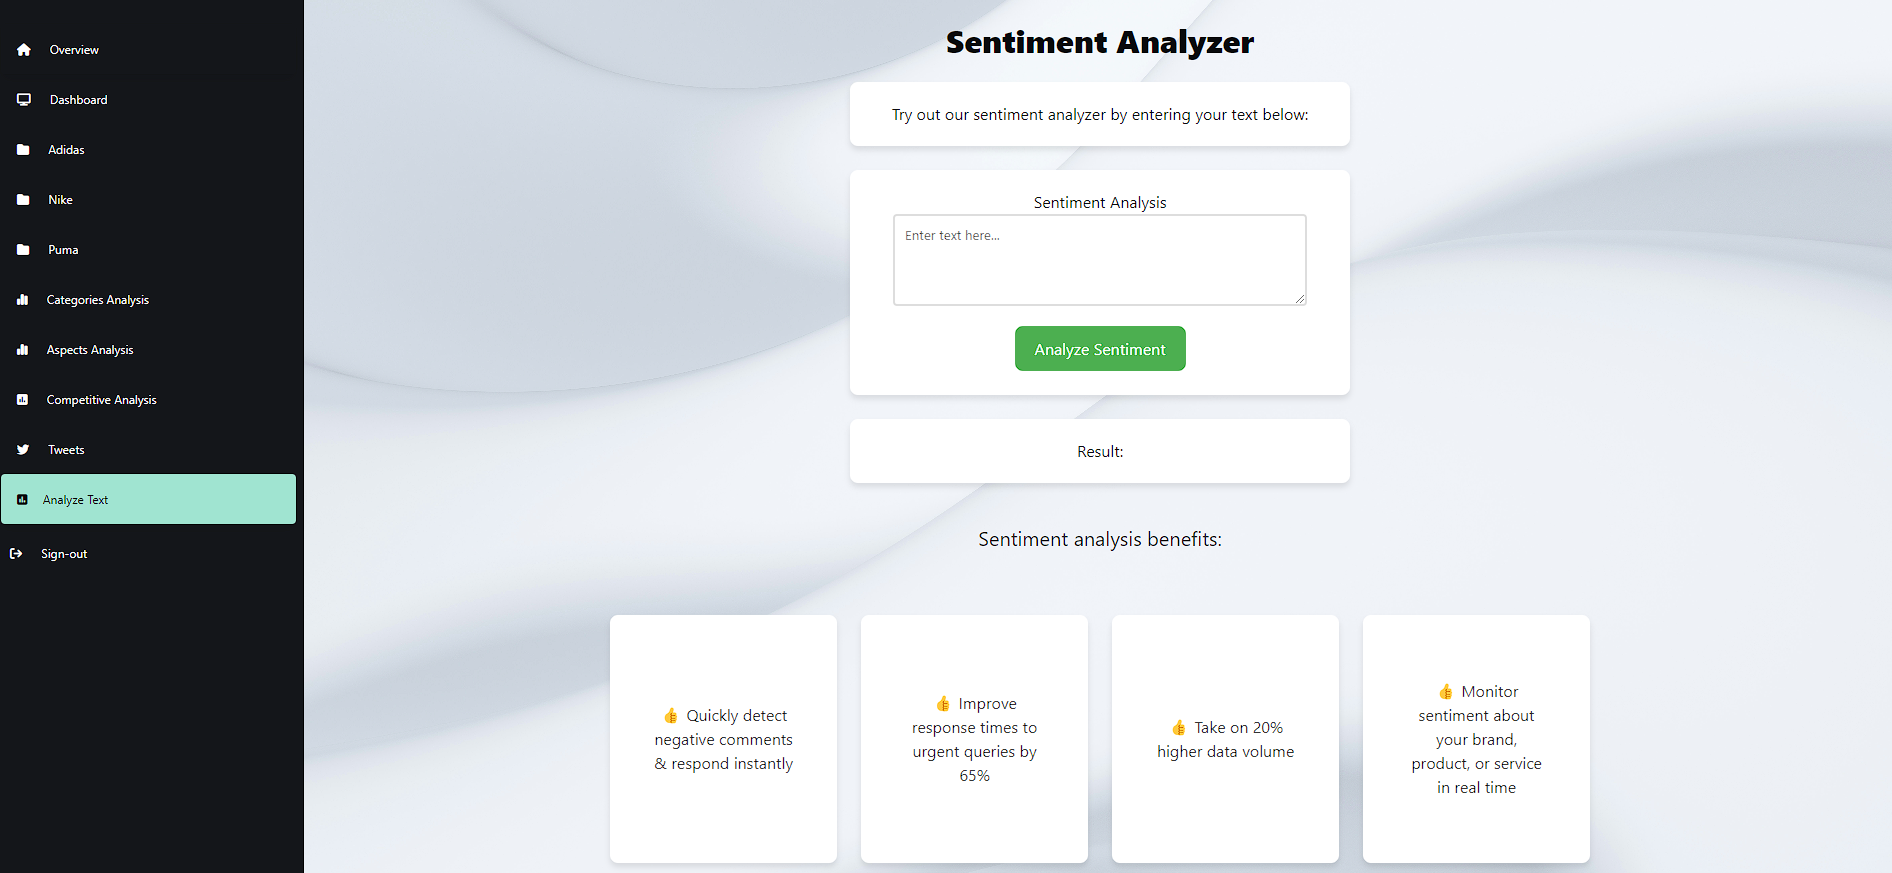 Overview
Dashboard
Adidas
Nike
Puma
Categories Analysis
Aspects Analysis
Competitive Analysis
Tweets
Analyze Text
Sign-out
Sentiment Analyzer
Try out our sentiment analyzer by entering your text below:
Sentiment Analysis
Enter text here...
Analyze Sentiment
Result:
Sentiment analysis benefits:
👍 Quickly detect
negative comments
& respond instantly
👍 Improve
response times to
urgent queries by
65%
👍 Take on 20%
higher data volume
👍 Monitor
sentiment about
your brand,
product, or service
in real time